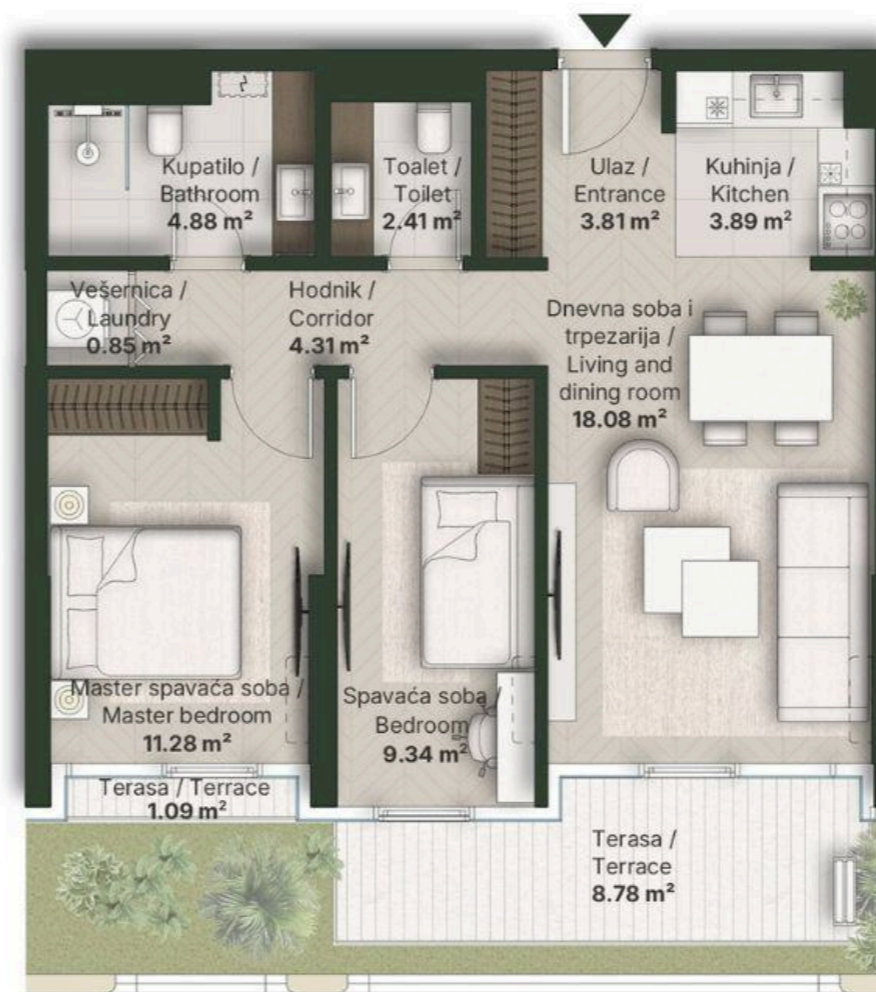 Kupatilo /
Bathroom
4.88 m²
Toalet /
Toilet
2.41 m²
Ulaz /
Entrance
3.81 m²
Kuhinja /
Kitchen
3.89 m²
Vešernica /
Laundry
0.85 m²
Hodnik /
Corridor
4.31 m²
Dnevna soba i
trpezarija /
Living and
dining room
18.08 m²
Master spavaća soba /
Master bedroom
11.28 m²
Spavaća soba /
Bedroom
9.34 m²
Terasa / Terrace
1.09 m²
Terasa /
Terrace
8.78 m²